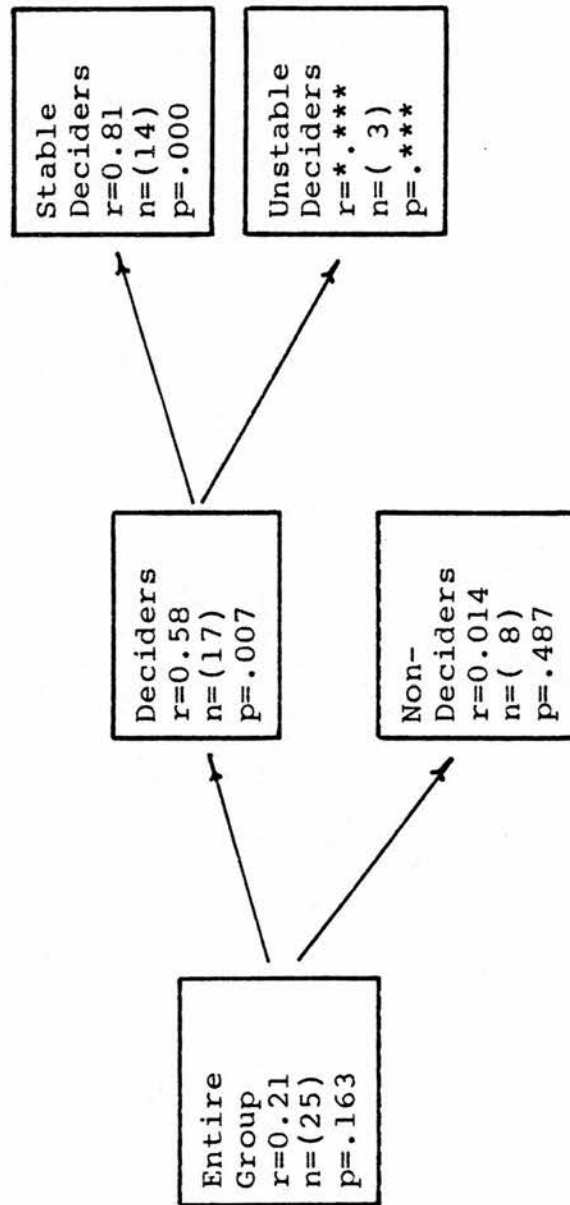 Entire
Group
r=0.21
n=(25)
p=.163
Deciders
r=0.58
n=(17)
p=.007
Non-
Deciders
r=0.014
n=( 8)
p=.487
Stable
Deciders
r=0.81
n=(14)
p=.000
Unstable
Deciders
r=*.***
n=( 3)
p=.***